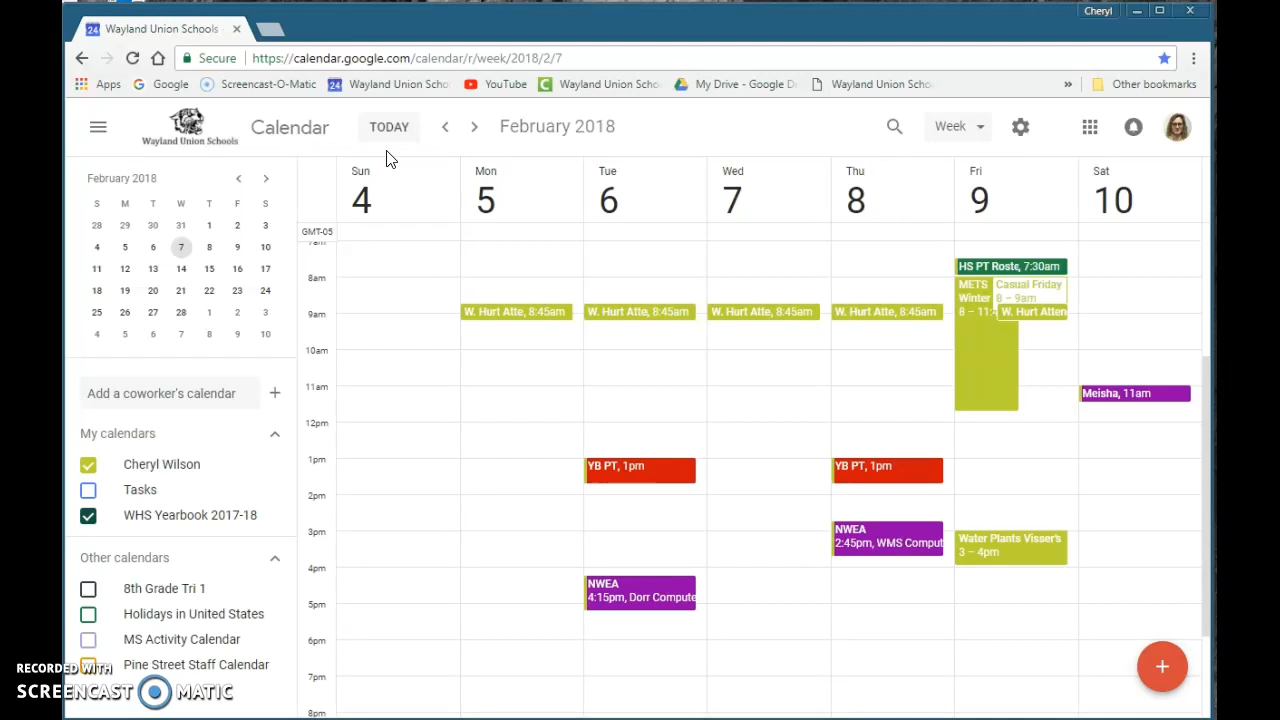 Cheryl
Wayland Union Schools
Secure
https://calendar.google.com/calendar/r/week/2018/2/7
Apps
Google
Screencast-O-Matic
24
Wayland Union Scho
YouTube
Wayland Union Scho
My Drive - Google D
Wayland Union Scho
»
Other bookmarks
Wayland Union Schools
Calendar
TODAY
February 2018
Week
February 2018
S M T W T F S
28 29 30 31 1 2 3
4 5 6 7 8 9 10
11 12 13 14 15 16 17
18 19 20 21 22 23 24
25 26 27 28 1 2 3
4 5 6 7 8 9 10
Add a coworker's calendar
My calendars
Cheryl Wilson
Tasks
WHS Yearbook 2017-18
Other calendars
8th Grade Tri 1
Holidays in United States
MS Activity Calendar
Pine Street Staff Calendar
Sun Mon Tue Wed Thu Fri Sat
4 5 6 7 8 9 10
GMT-05
7am
8am
9am
10am
11am
12pm
1pm
2pm
3pm
4pm
5pm
6pm
7pm
8pm
W. Hurt Atte, 8:45am
W. Hurt Atte, 8:45am
YB PT, 1pm
NWEA
4:15pm, Dorr Compute
W. Hurt Atte, 8:45am
W. Hurt Atte, 8:45am
YB PT, 1pm
NWEA
2:45pm, WMS Comput
HS PT Roste, 7:30am
METS
Winter
8 – 11:4
Casual Friday
8 – 9am
W. Hurt Atten
Water Plants Visser's
3 – 4pm
Meisha, 11am
RECORDED WITH
SCREENCAST MATIC